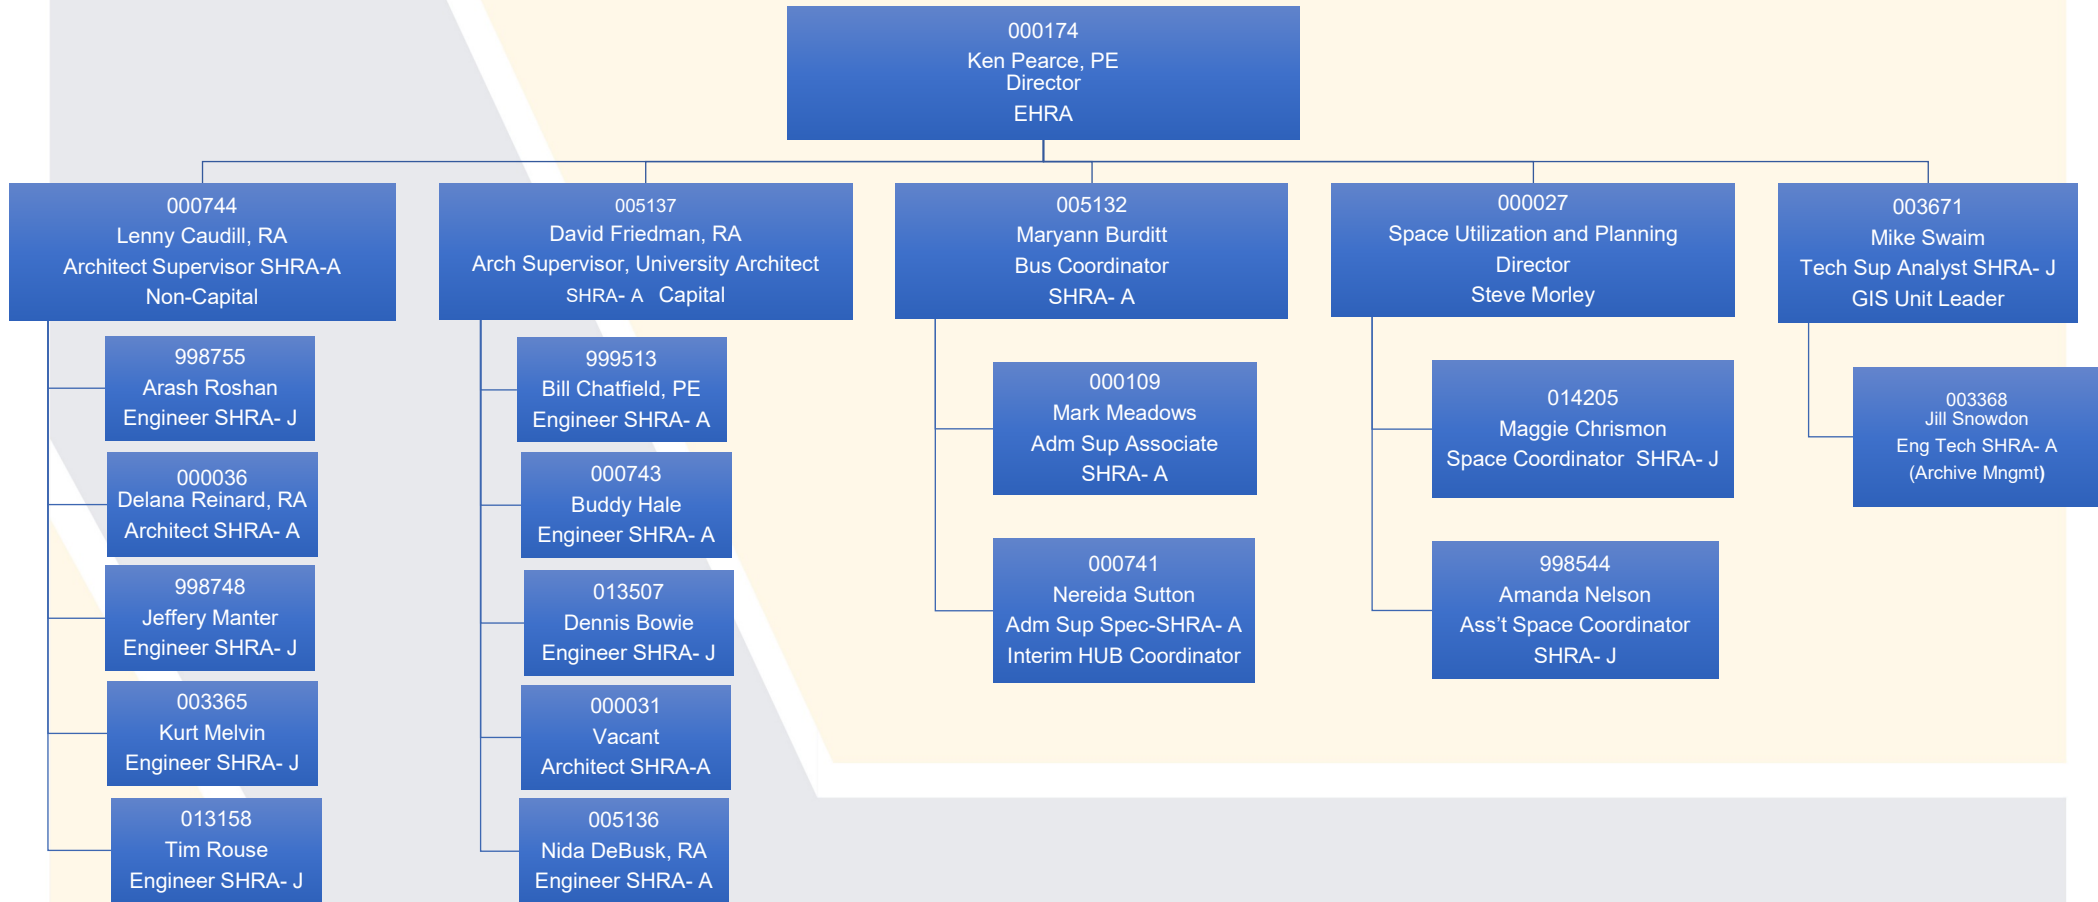 000174
Ken Pearce, PE
Director
EHRA
000744
Lenny Caudill, RA
Architect Supervisor SHRA-A
Non-Capital
998755
Arash Roshan
Engineer SHRA- J
000036
Delana Reinard, RA
Architect SHRA- A
998748
Jeffery Manter
Engineer SHRA- J
003365
Kurt Melvin
Engineer SHRA- J
013158
Tim Rouse
Engineer SHRA- J
005137
David Friedman, RA
Arch Supervisor, University Architect
SHRA- A Capital
999513
Bill Chatfield, PE
Engineer SHRA- A
000743
Buddy Hale
Engineer SHRA- A
013507
Dennis Bowie
Engineer SHRA- J
000031
Vacant
Architect SHRA-A
005136
Nida DeBusk, RA
Engineer SHRA- A
005132
Maryann Burditt
Bus Coordinator
SHRA- A
000109
Mark Meadows
Adm Sup Associate
SHRA- A
000741
Nereida Sutton
Adm Sup Spec-SHRA- A
Interim HUB Coordinator
000027
Space Utilization and Planning
Director
Steve Morley
014205
Maggie Chrismon
Space Coordinator SHRA- J
998544
Amanda Nelson
Ass't Space Coordinator
SHRA- J
003671
Mike Swaim
Tech Sup Analyst SHRA- J
GIS Unit Leader
003368
Jill Snowdon
Eng Tech SHRA- A
(Archive Mngmt)